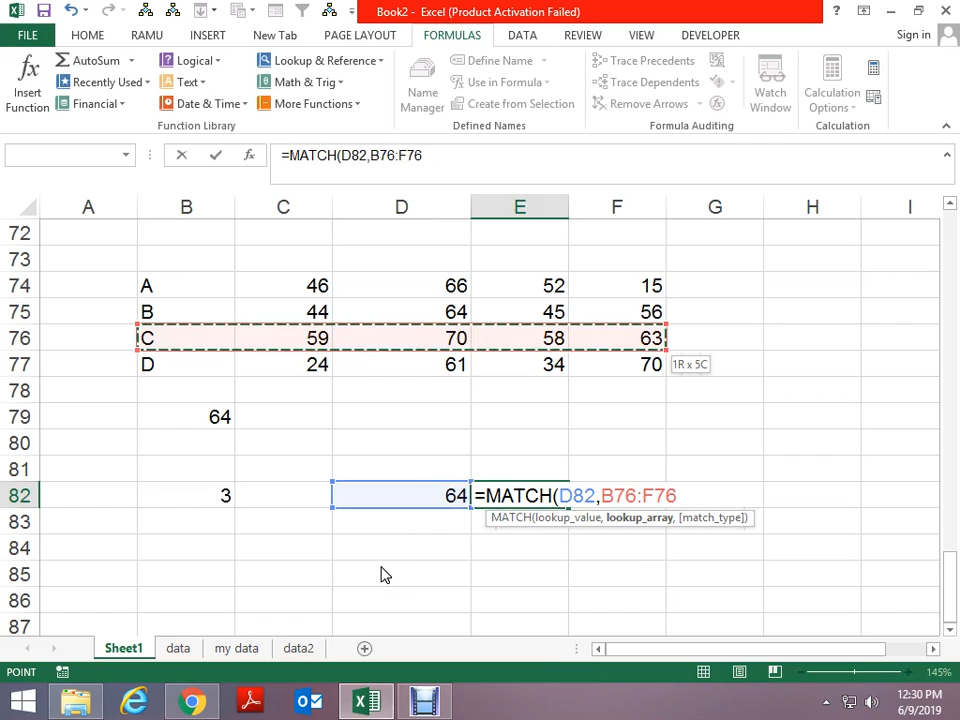 Book2 - Excel (Product Activation Failed)
FILE HOME RAMU INSERT New Tab PAGE LAYOUT FORMULAS DATA REVIEW VIEW DEVELOPER Sign in
Insert Function
AutoSum
Recently Used
Financial
Logical
Text
Date & Time
Lookup & Reference
Math & Trig
More Functions
Function Library
Name Manager
Define Name
Use in Formula
Create from Selection
Defined Names
Trace Precedents
Trace Dependents
Remove Arrows
Formula Auditing
Watch Window
Calculation Options
Calculation
=MATCH(D82,B76:F76
A B C D E F G H I
72
73
74 A 46 66 52 15
75 B 44 64 45 56
76 C 59 70 58 63
77 D 24 61 34 70 1R x 5C
78
79 64
80
81
82 3 64 =MATCH(D82,B76:F76
MATCH(lookup_value, lookup_array, [match_type])
83
84
85
86
87
Sheet1 data my data data2
POINT 145%
12:30 PM
6/9/2019